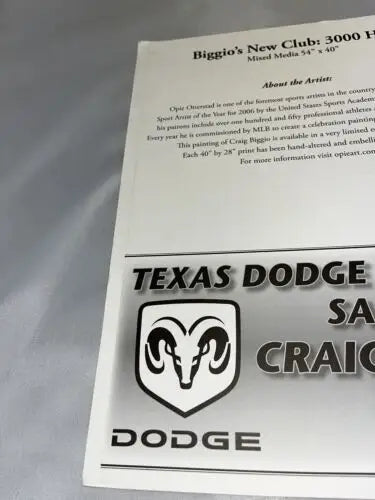 Biggio's New Club: 3000 H
Mixed Media 54" x 40"
About the Artist:
Opie Otterstad is one of the foremost sports artists in the country
Sport Artist of the Year for 2006 by the United States Sports Academ
his patrons include over one hundred and fifty professional athletes
Every year he is commissioned by MLB to create a celebration painting
This painting of Craig Biggio is available in a very limited e
Each 40" by 28" print has been hand-altered and embelli
For more information visit opieart.com
TEXAS DODGE
SA
CRAIG
DODGE